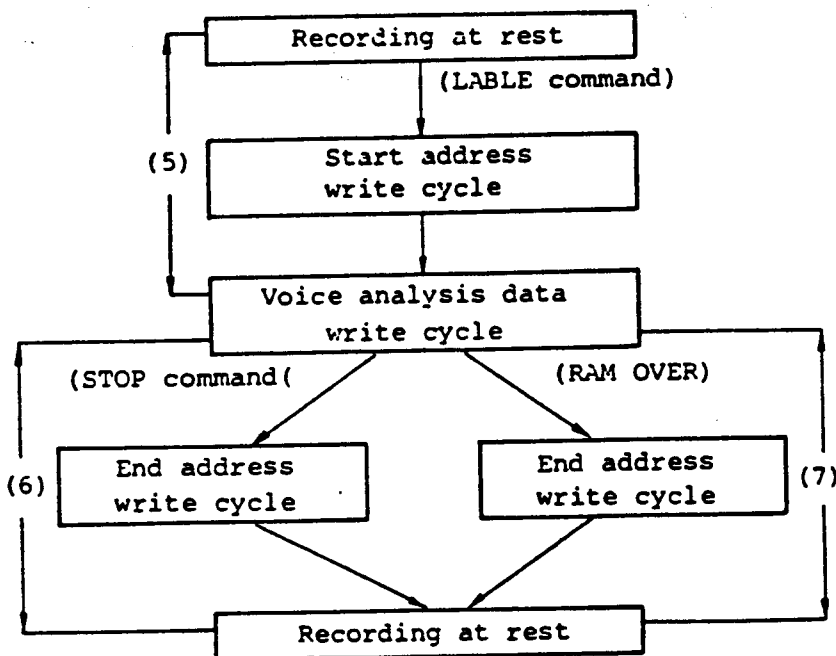 Recording at rest
(LABLE command)
(5)
Start address
write cycle
Voice analysis data
write cycle
(STOP command(
(RAM OVER)
End address
write cycle
End address
write cycle
(6)
(7)
Recording at rest